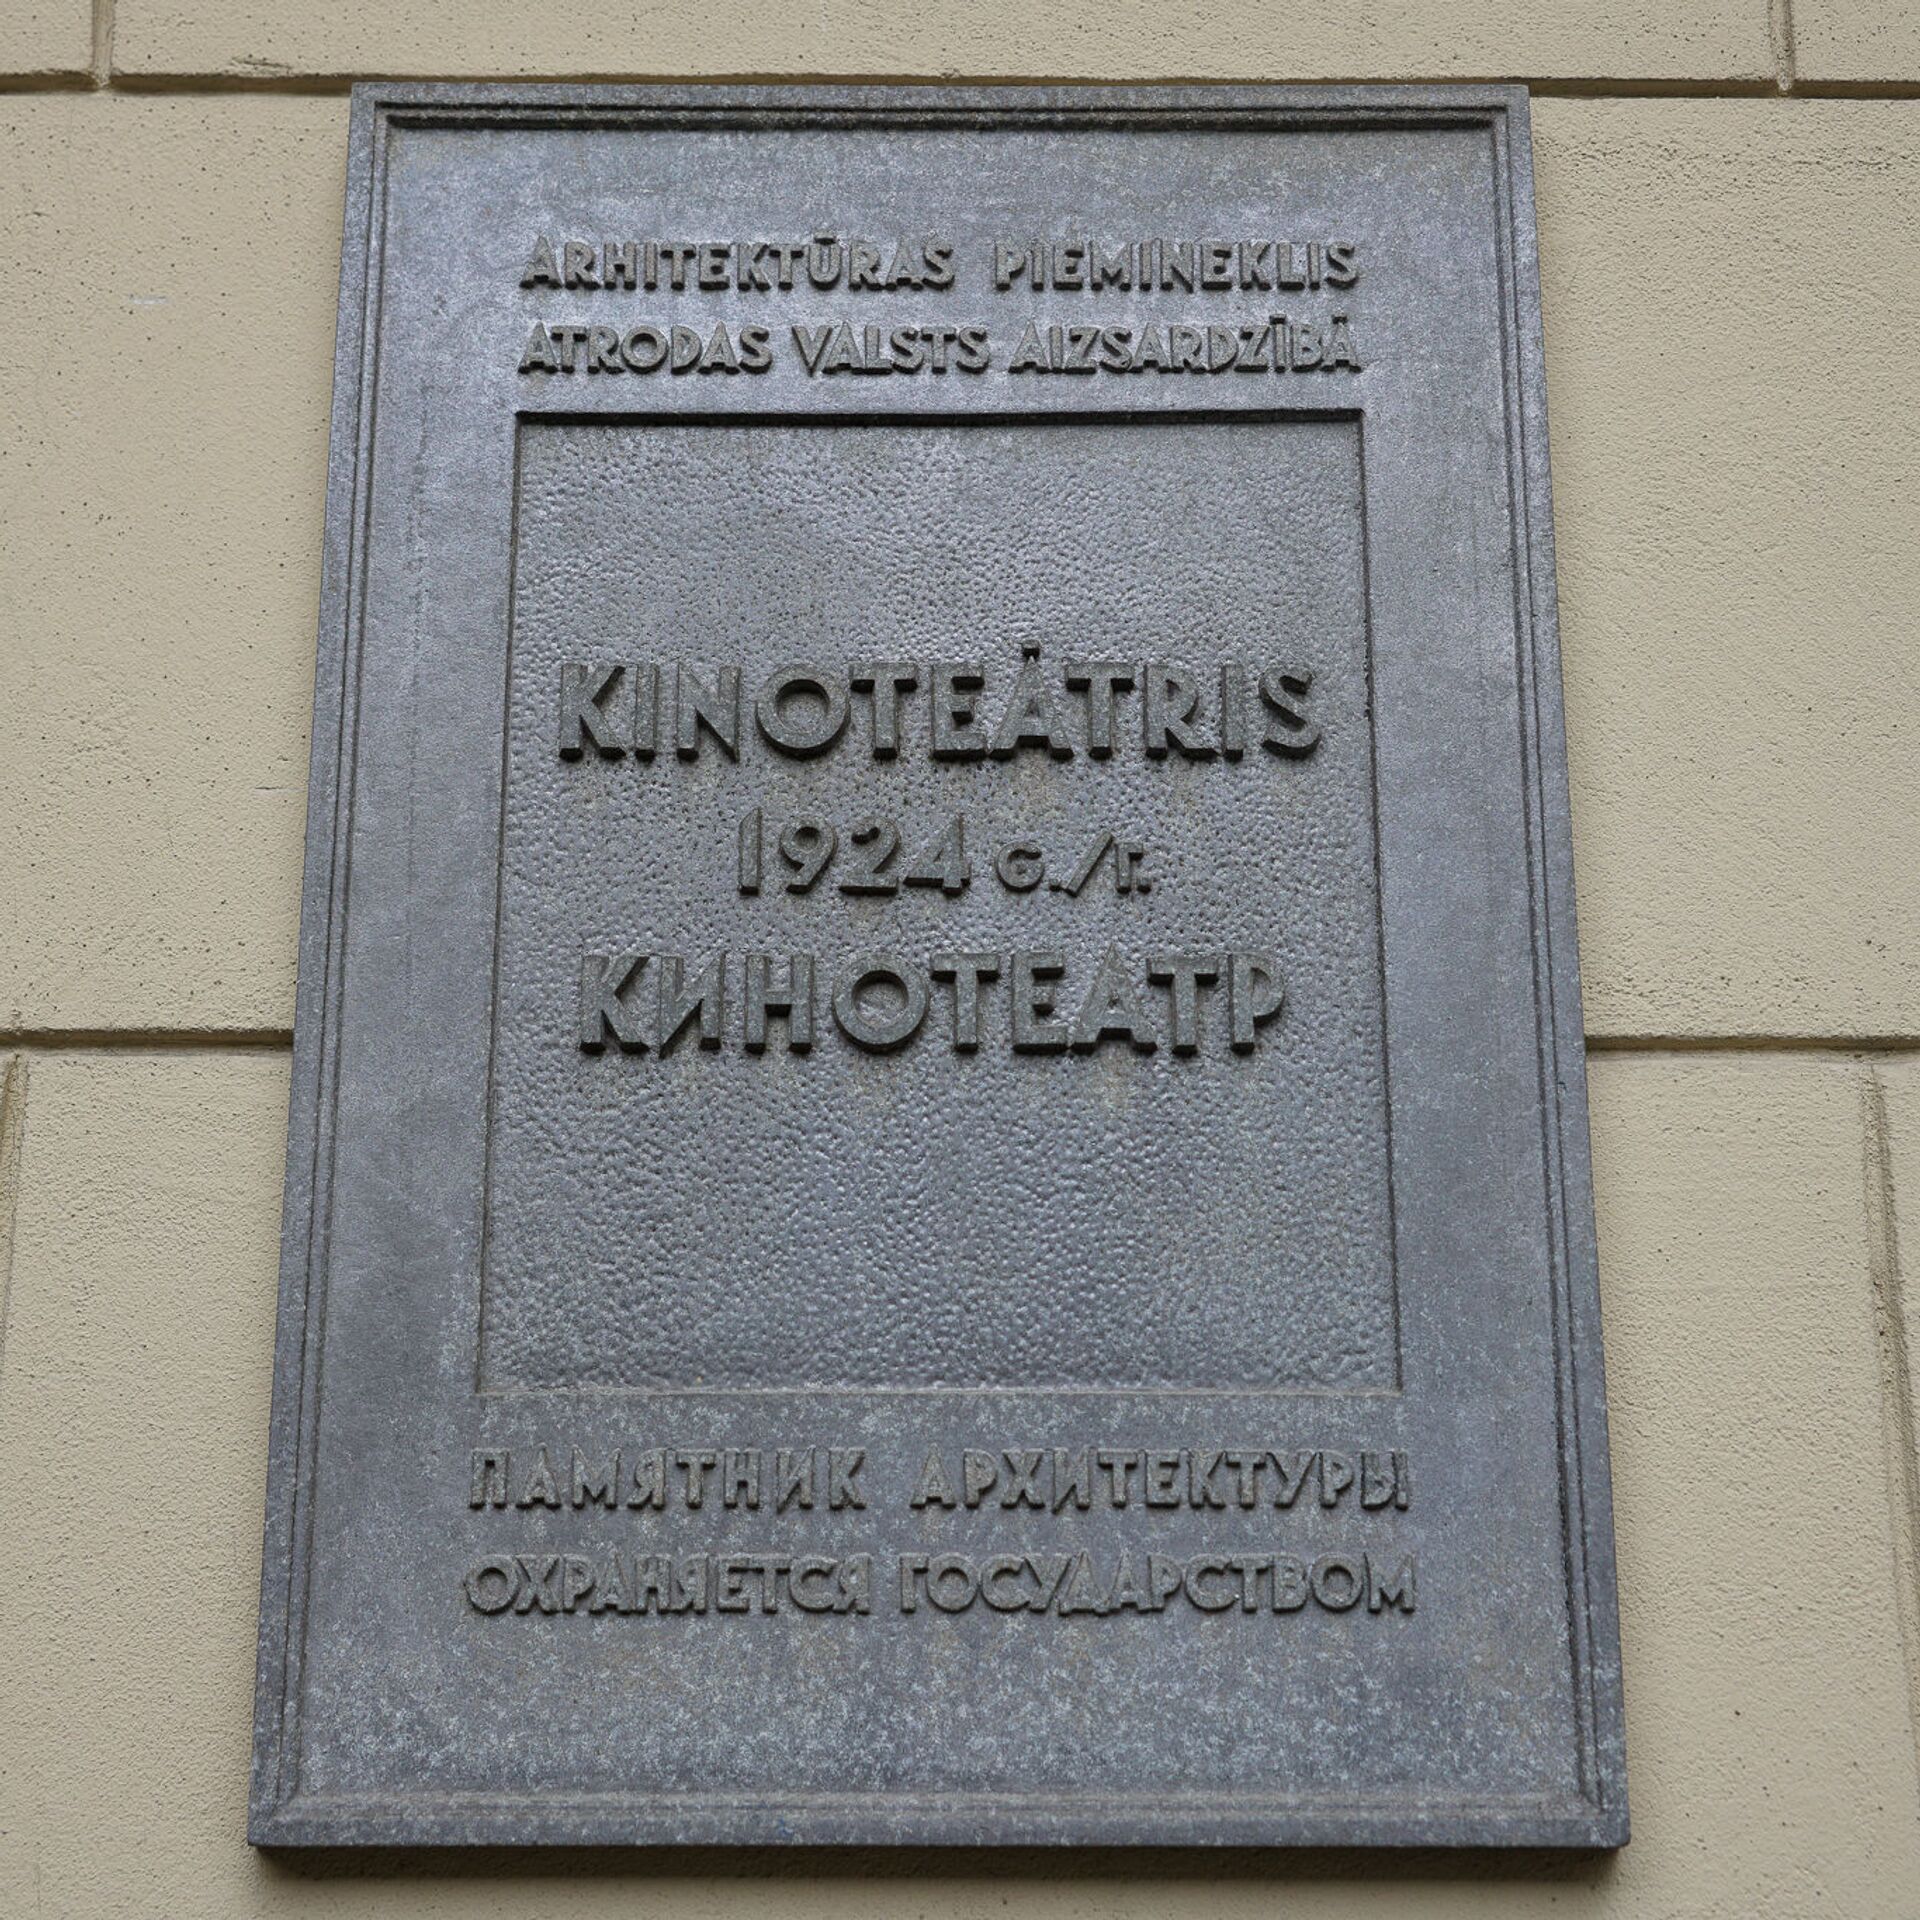 ARHITEKTŪRAS PIEMINEKLIS
ATRODAS VALSTS AIZSARDZĪBĀ
KINOTEĀTRIS
1924 G./Г.
КИНОТЕАТР
ПАМЯТНИК АРХИТЕКТУРЫ
ОХРАНЯЕТСЯ ГОСУДАРСТВОМ